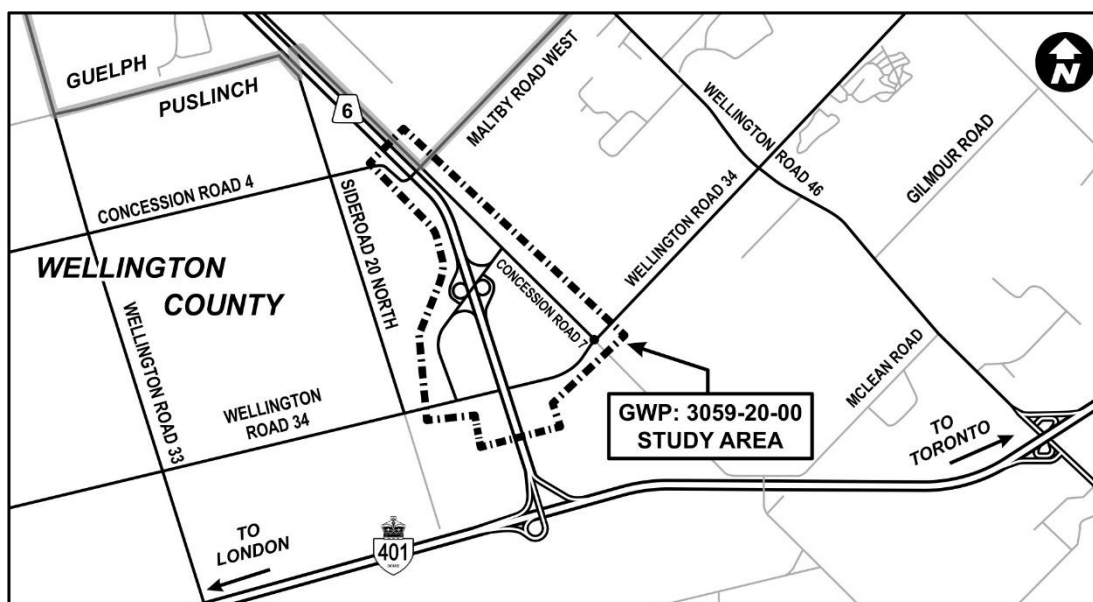 GUELPH
PUSLINCH
6
MALTBY ROAD WEST
N
WELLINGTON ROAD 46
GILMOUR ROAD
CONCESSION ROAD 4
SIDEROAD 20 NORTH
WELLINGTON ROAD 34
WELLINGTON
COUNTY
CONCESSION ROAD 7
WELLINGTON ROAD 33
MCLEAN ROAD
WELLINGTON
ROAD 34
GWP: 3059-20-00
STUDY AREA
TO
TORONTO
TO
LONDON
401